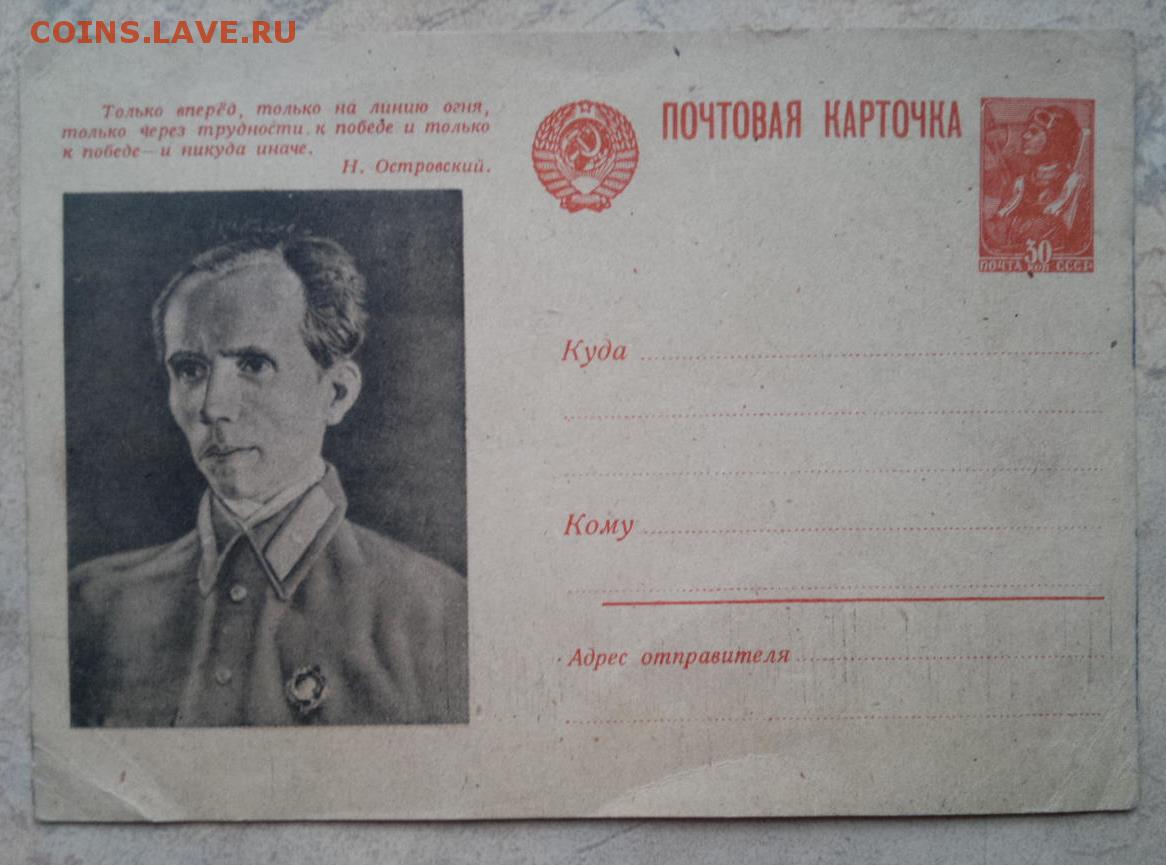 COINS.LAVE.RU
Только вперёд, только на линию огня,
только через трудности к победе и только
к победе — и никуда иначе.
Н. Островский.
ПОЧТОВАЯ КАРТОЧКА
30
ПОЧТА КОП СССР
Куда
Кому
Адрес отправителя